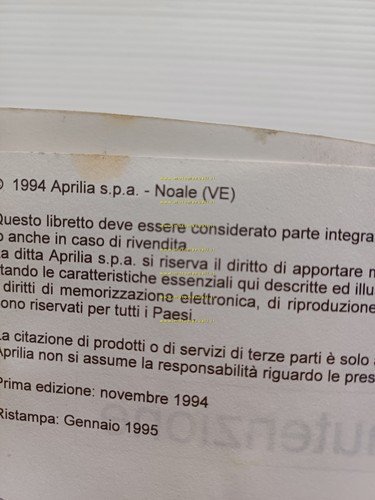 © 1994 Aprilia s.p.a. - Noale (VE)
Questo libretto deve essere considerato parte integra
o anche in caso di rivendita.
La ditta Aprilia s.p.a. si riserva il diritto di apportare m
tando le caratteristiche essenziali qui descritte ed illu
diritti di memorizzazione elettronica, di riproduzione
ono riservati per tutti i Paesi.
La citazione di prodotti o di servizi di terze parti è solo a
Aprilia non si assume la responsabilità riguardo le pres
Prima edizione: novembre 1994
Ristampa: Gennaio 1995
utenzione